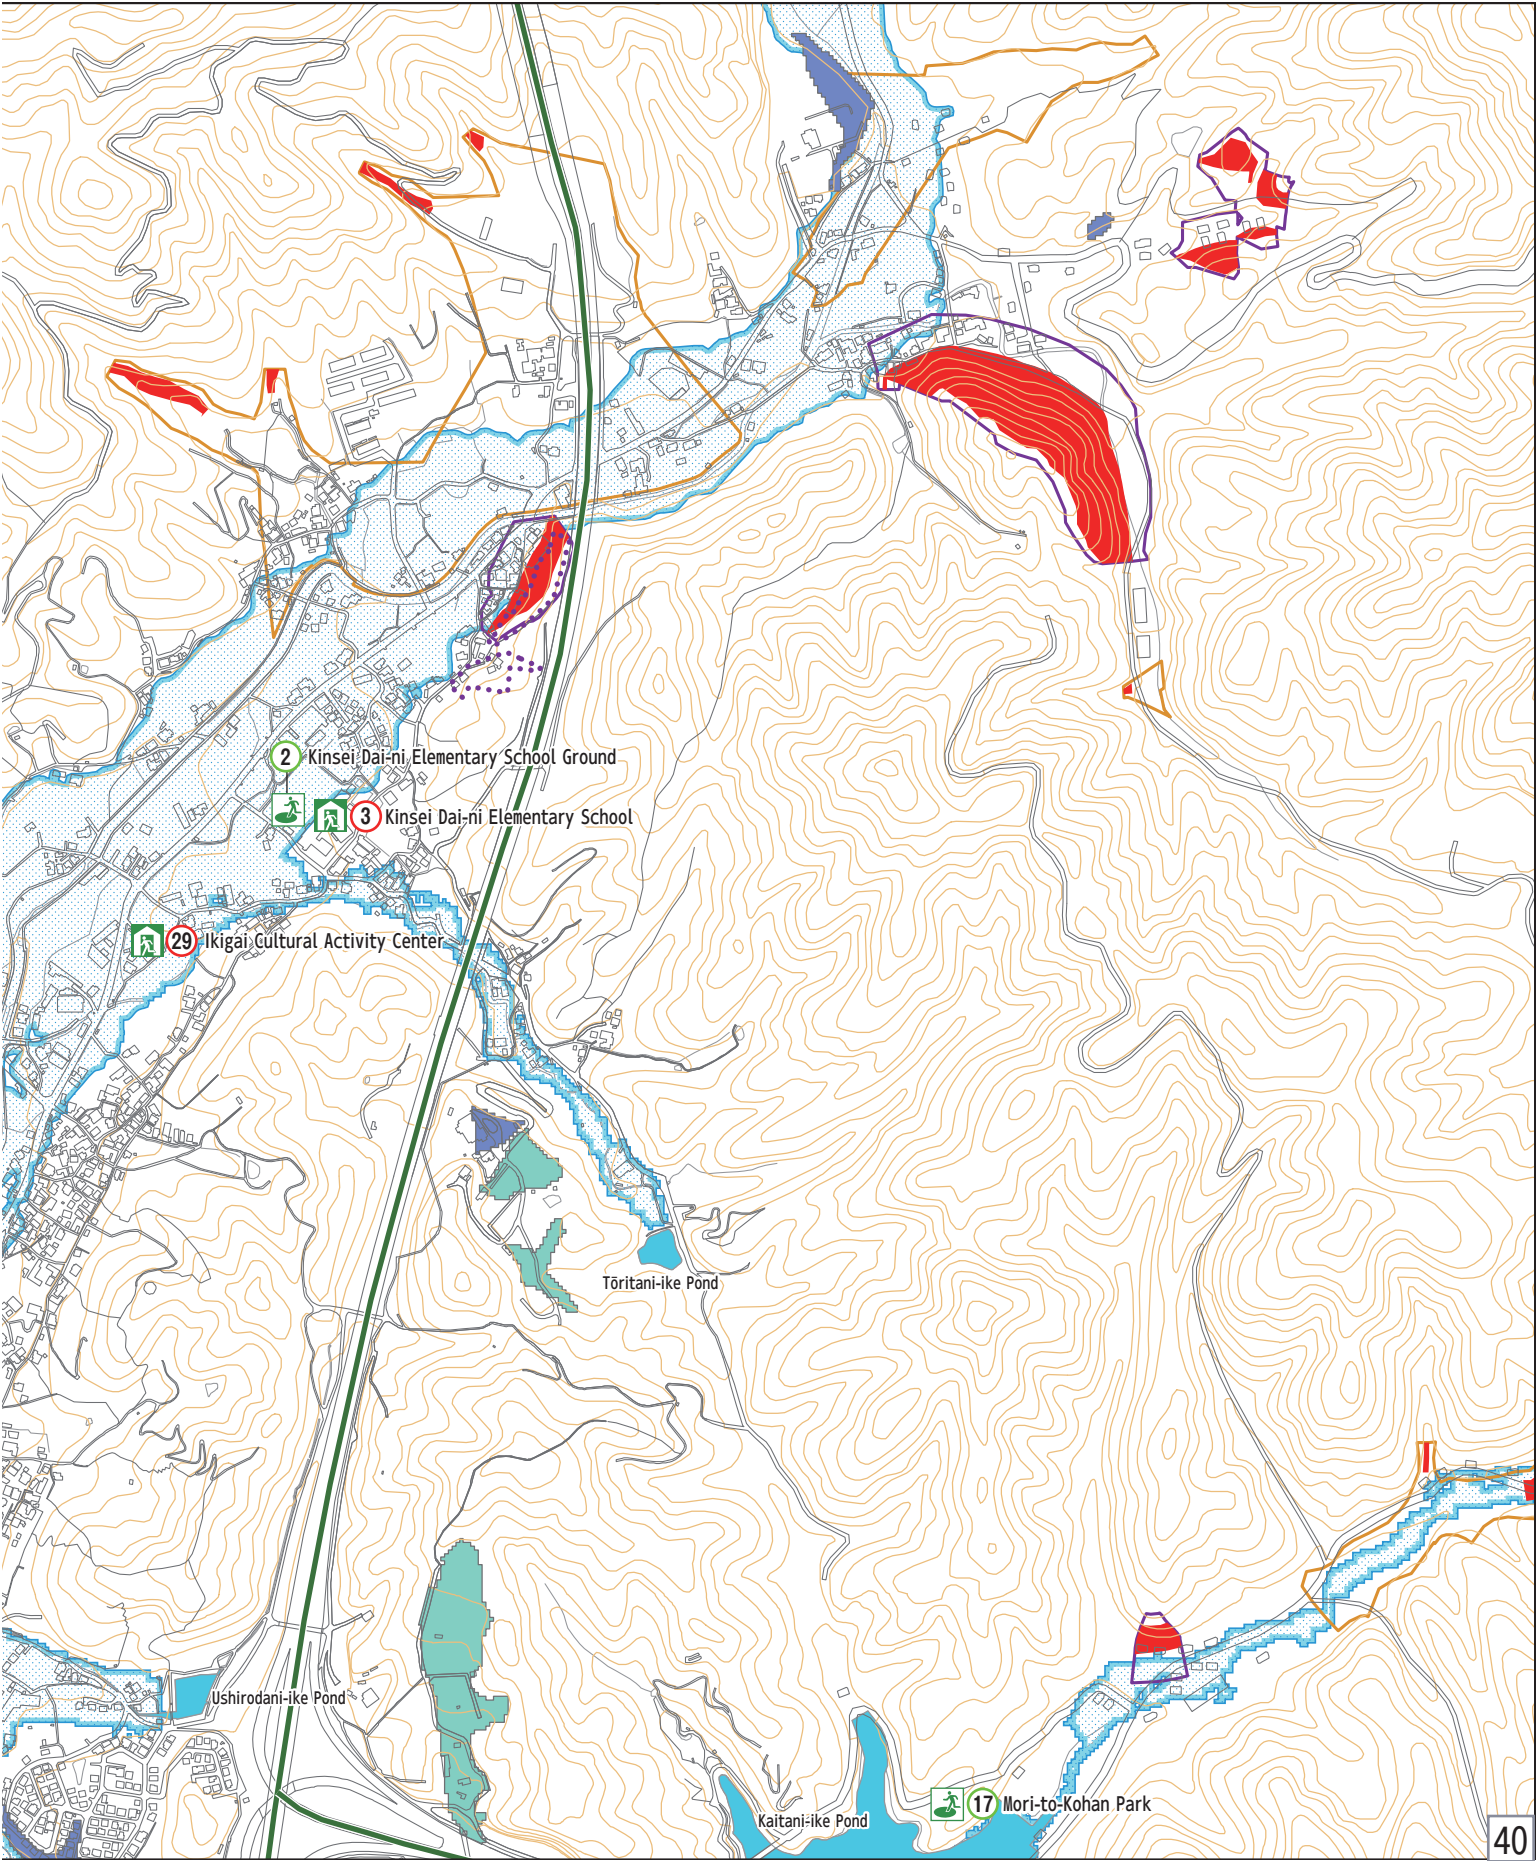 2 Kinsei Dai-ni Elementary School Ground
3 Kinsei Dai-ni Elementary School
29 Ikigai Cultural Activity Center
Tōritani-ike Pond
Ushirodani-ike Pond
Kaitani-ike Pond
17 Mori-to-Kohan Park
40